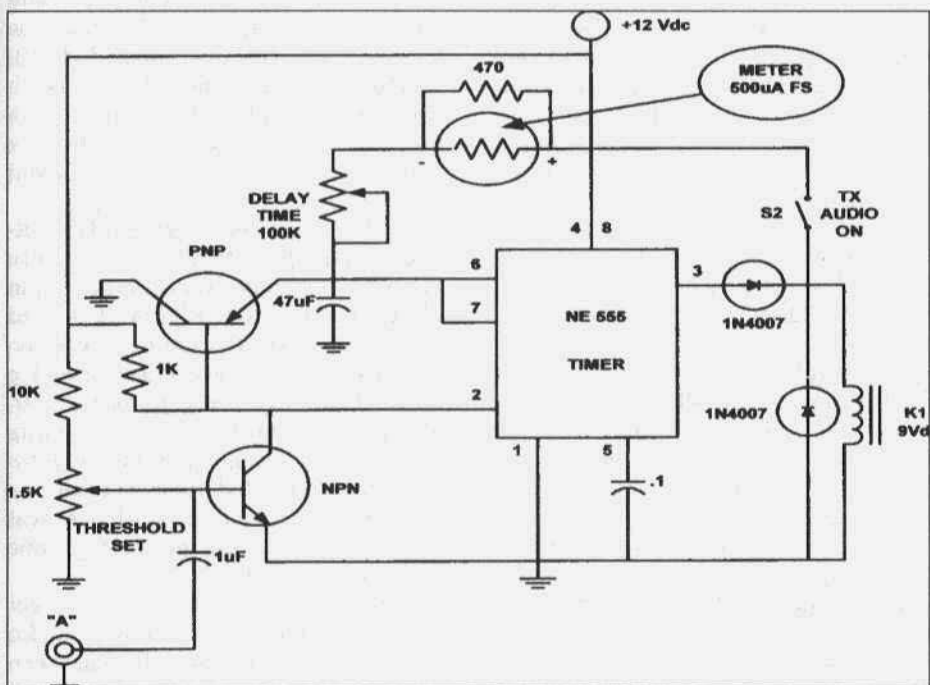 +12 Vdc
470
METER
500uA FS
- +
DELAY
TIME
100K
S2
TX
AUDIO
ON
PNP
4 8
6
3
47uF
7
1N4007
NE 555
TIMER
1K
10K
2
1N4007
K1
9Vd
1 5
NPN
.1
1.5K
THRESHOLD
SET
1uF
"A"